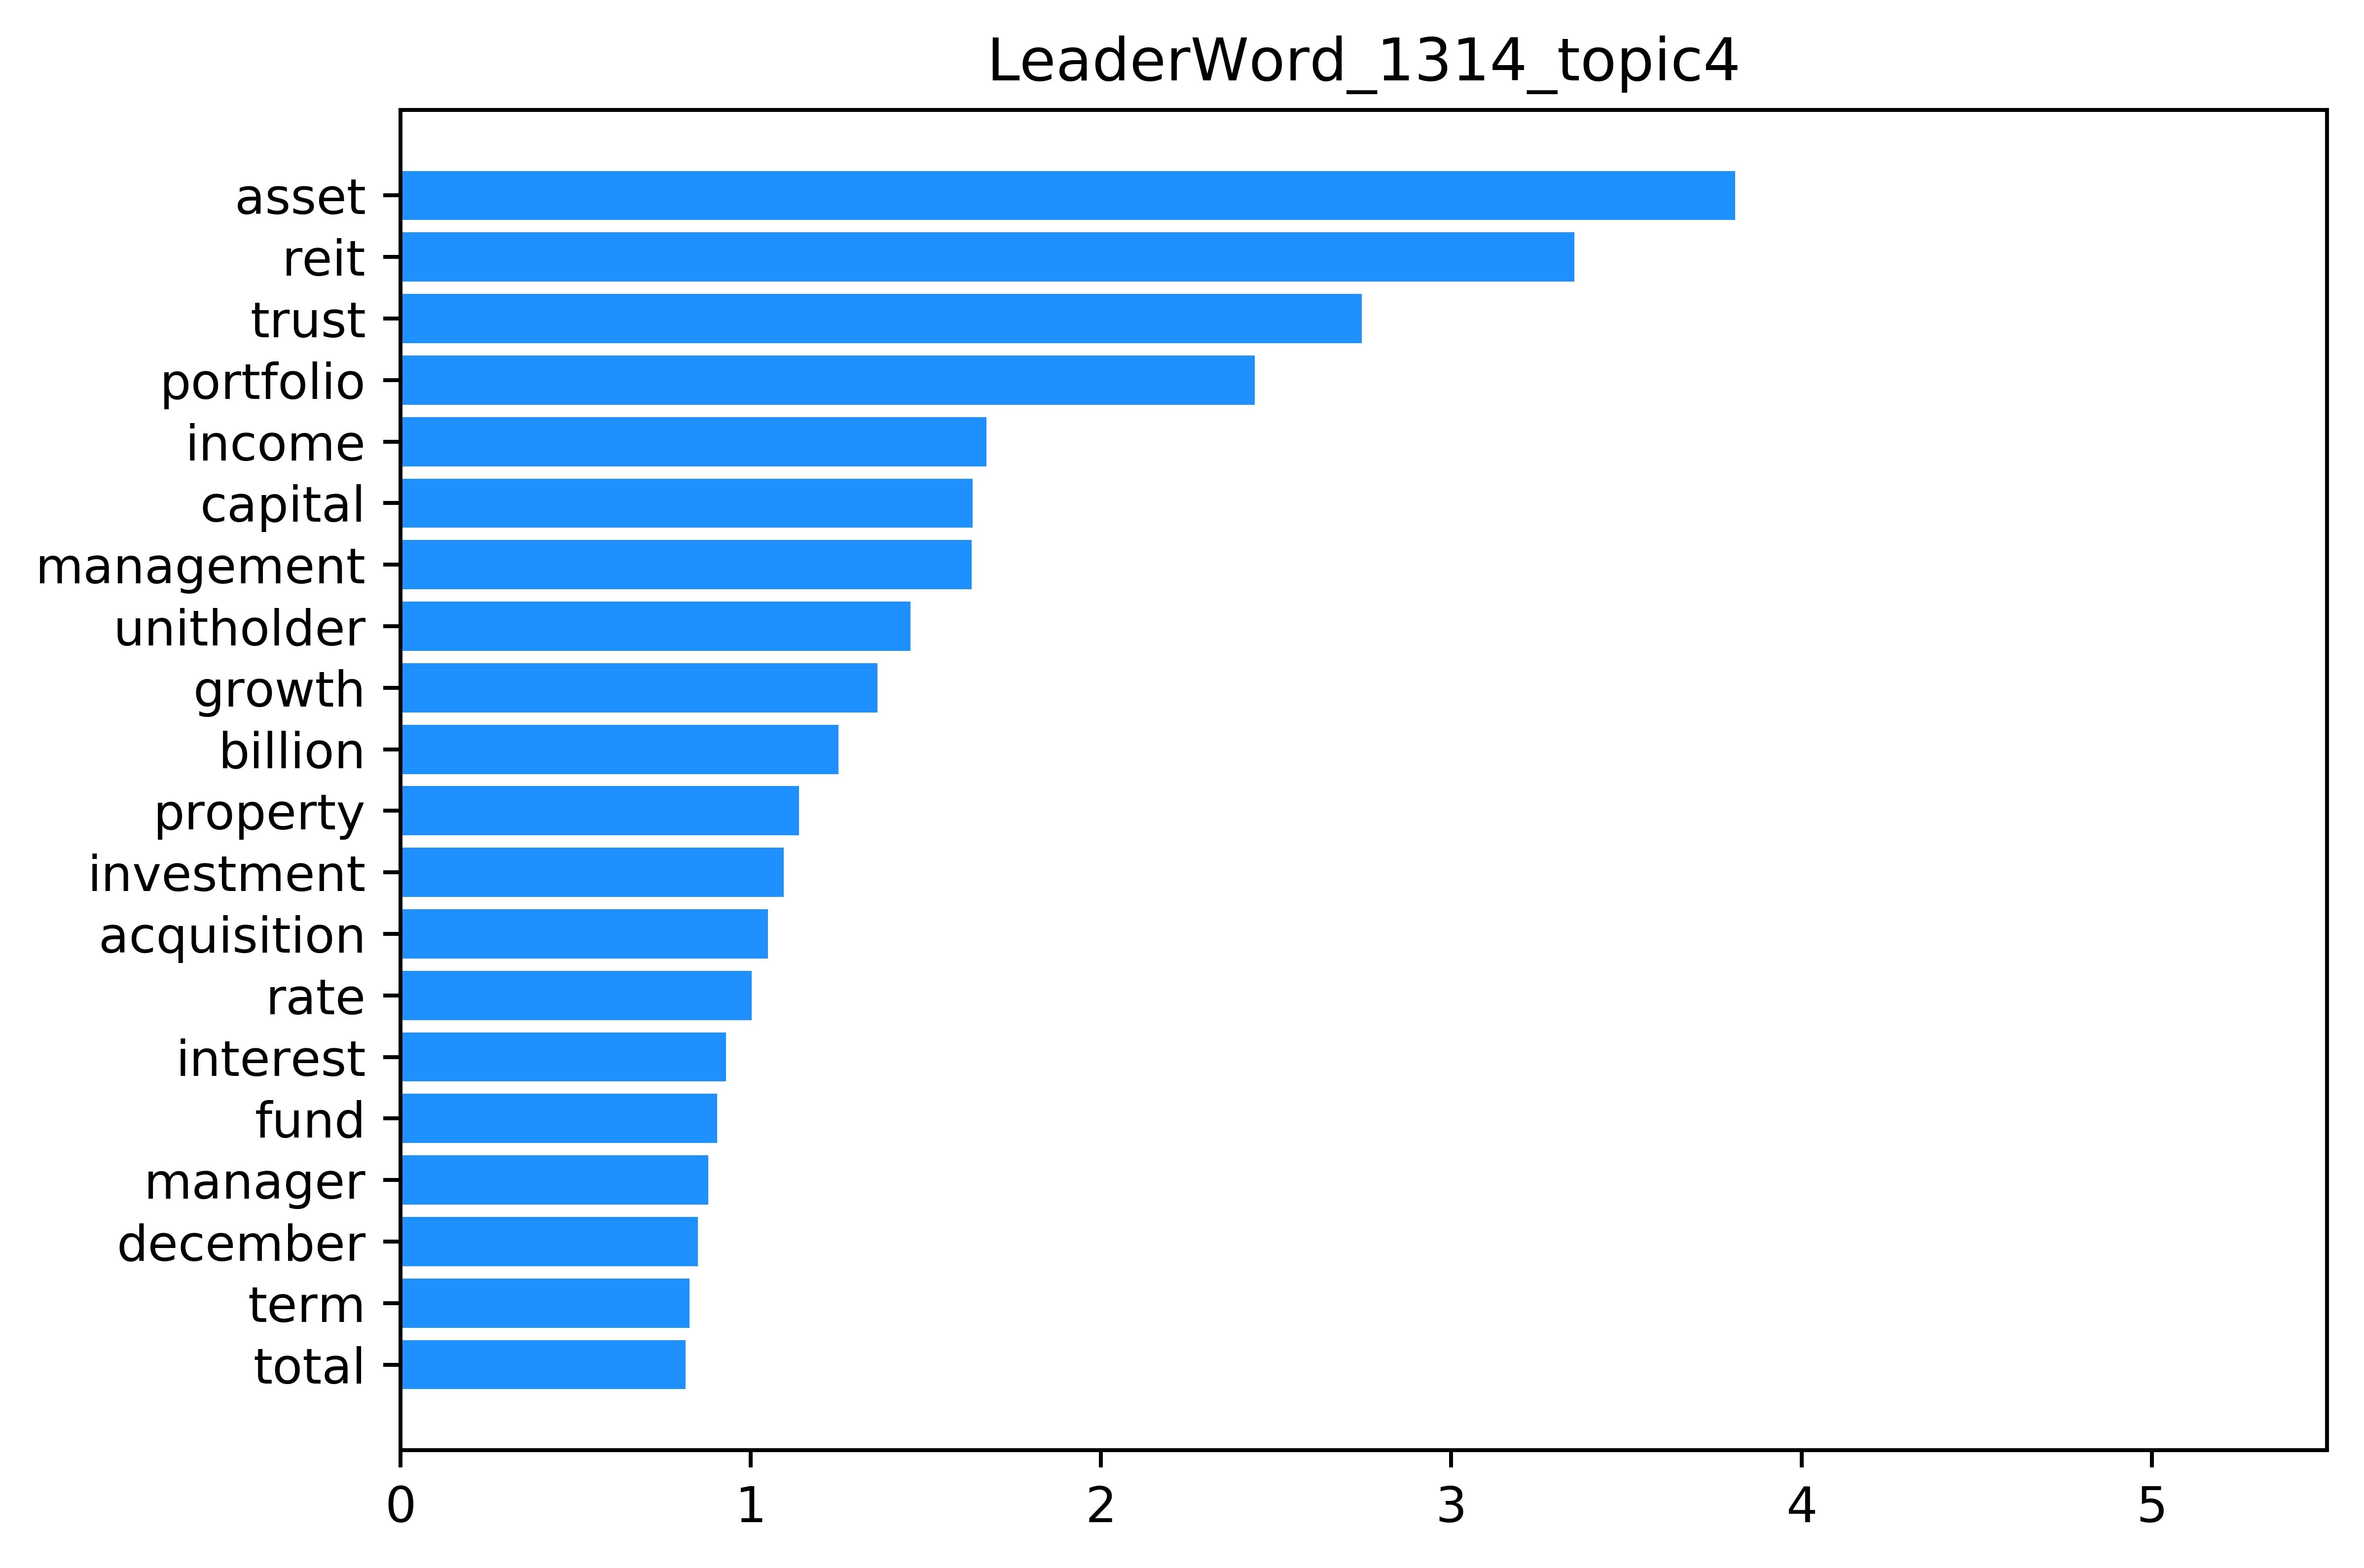 LeaderWord_1314_topic4
asset
reit
trust
portfolio
income
capital
management
unitholder
growth
billion
property
investment
acquisition
rate
interest
fund
manager
december
term
total
0 1 2 3 4 5